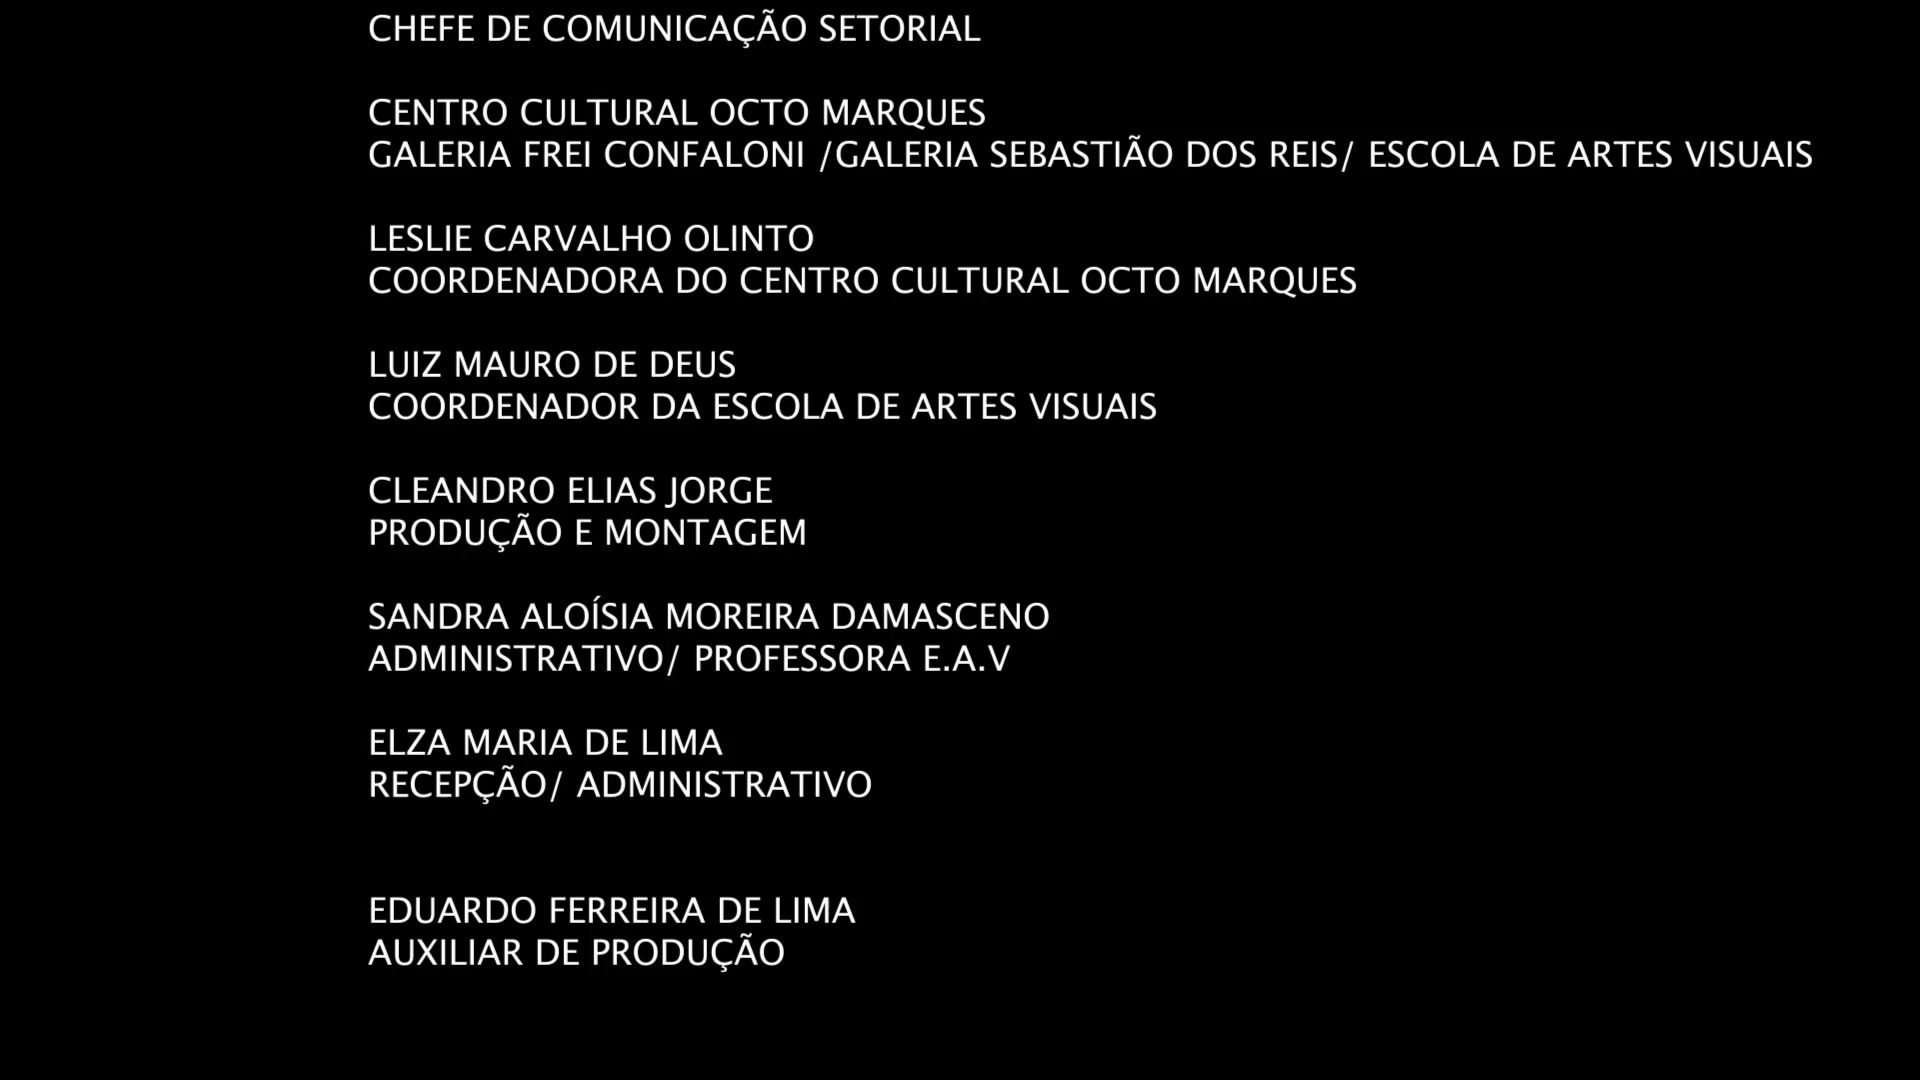 CHEFE DE COMUNICAÇÃO SETORIAL
CENTRO CULTURAL OCTO MARQUES
GALERIA FREI CONFALONI /GALERIA SEBASTIÃO DOS REIS/ ESCOLA DE ARTES VISUAIS
LESLIE CARVALHO OLINTO
COORDENADORA DO CENTRO CULTURAL OCTO MARQUES
LUIZ MAURO DE DEUS
COORDENADOR DA ESCOLA DE ARTES VISUAIS
CLEANDRO ELIAS JORGE
PRODUÇÃO E MONTAGEM
SANDRA ALOÍSIA MOREIRA DAMASCENO
ADMINISTRATIVO/ PROFESSORA E.A.V
ELZA MARIA DE LIMA
RECEPÇÃO/ ADMINISTRATIVO
EDUARDO FERREIRA DE LIMA
AUXILIAR DE PRODUÇÃO